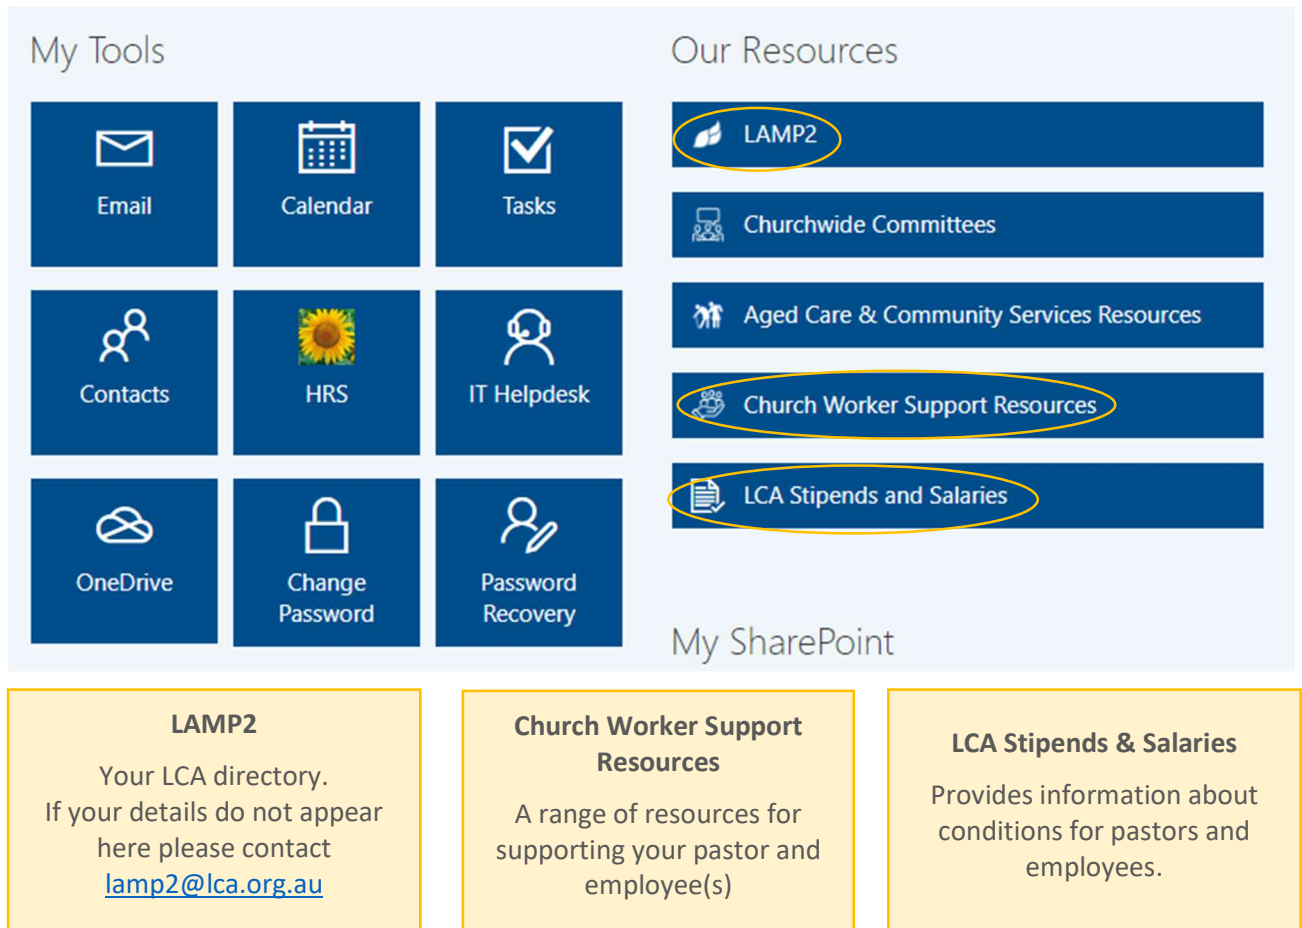 My Tools
Email
Calendar
Tasks
Contacts
HRS
IT Helpdesk
OneDrive
Change
Password
Password
Recovery
Our Resources
LAMP2
Churchwide Committees
Aged Care & Community Services Resources
Church Worker Support Resources
LCA Stipends and Salaries
My SharePoint
LAMP2
Your LCA directory.
If your details do not appear
here please contact
lamp2@lca.org.au
Church Worker Support
Resources
A range of resources for
supporting your pastor and
employee(s)
LCA Stipends & Salaries
Provides information about
conditions for pastors and
employees.